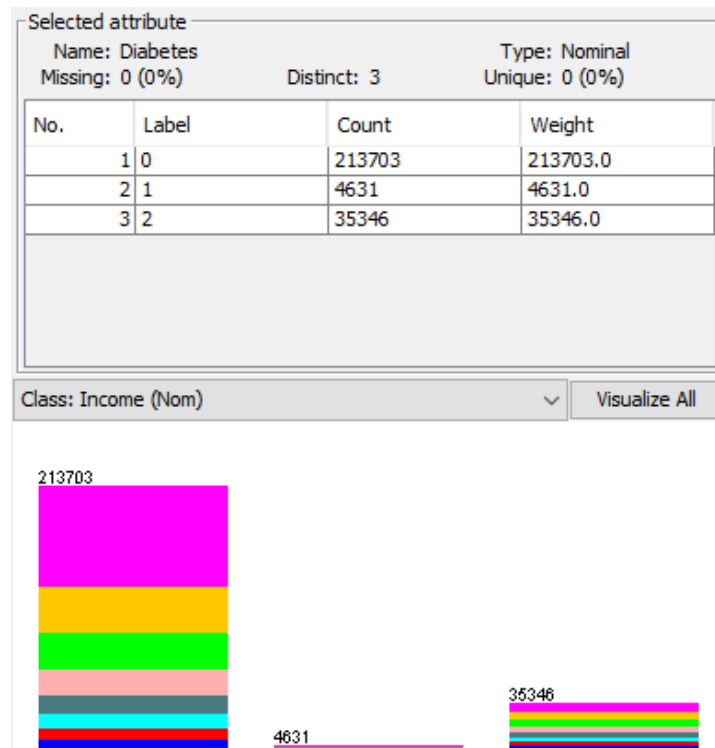 Selected attribute
Name: Diabetes Type: Nominal
Missing: 0 (0%) Distinct: 3 Unique: 0 (0%)
No. Label Count Weight
1 0 213703 213703.0
2 1 4631 4631.0
3 2 35346 35346.0
Class: Income (Nom) Visualize All
213703
35346
4631